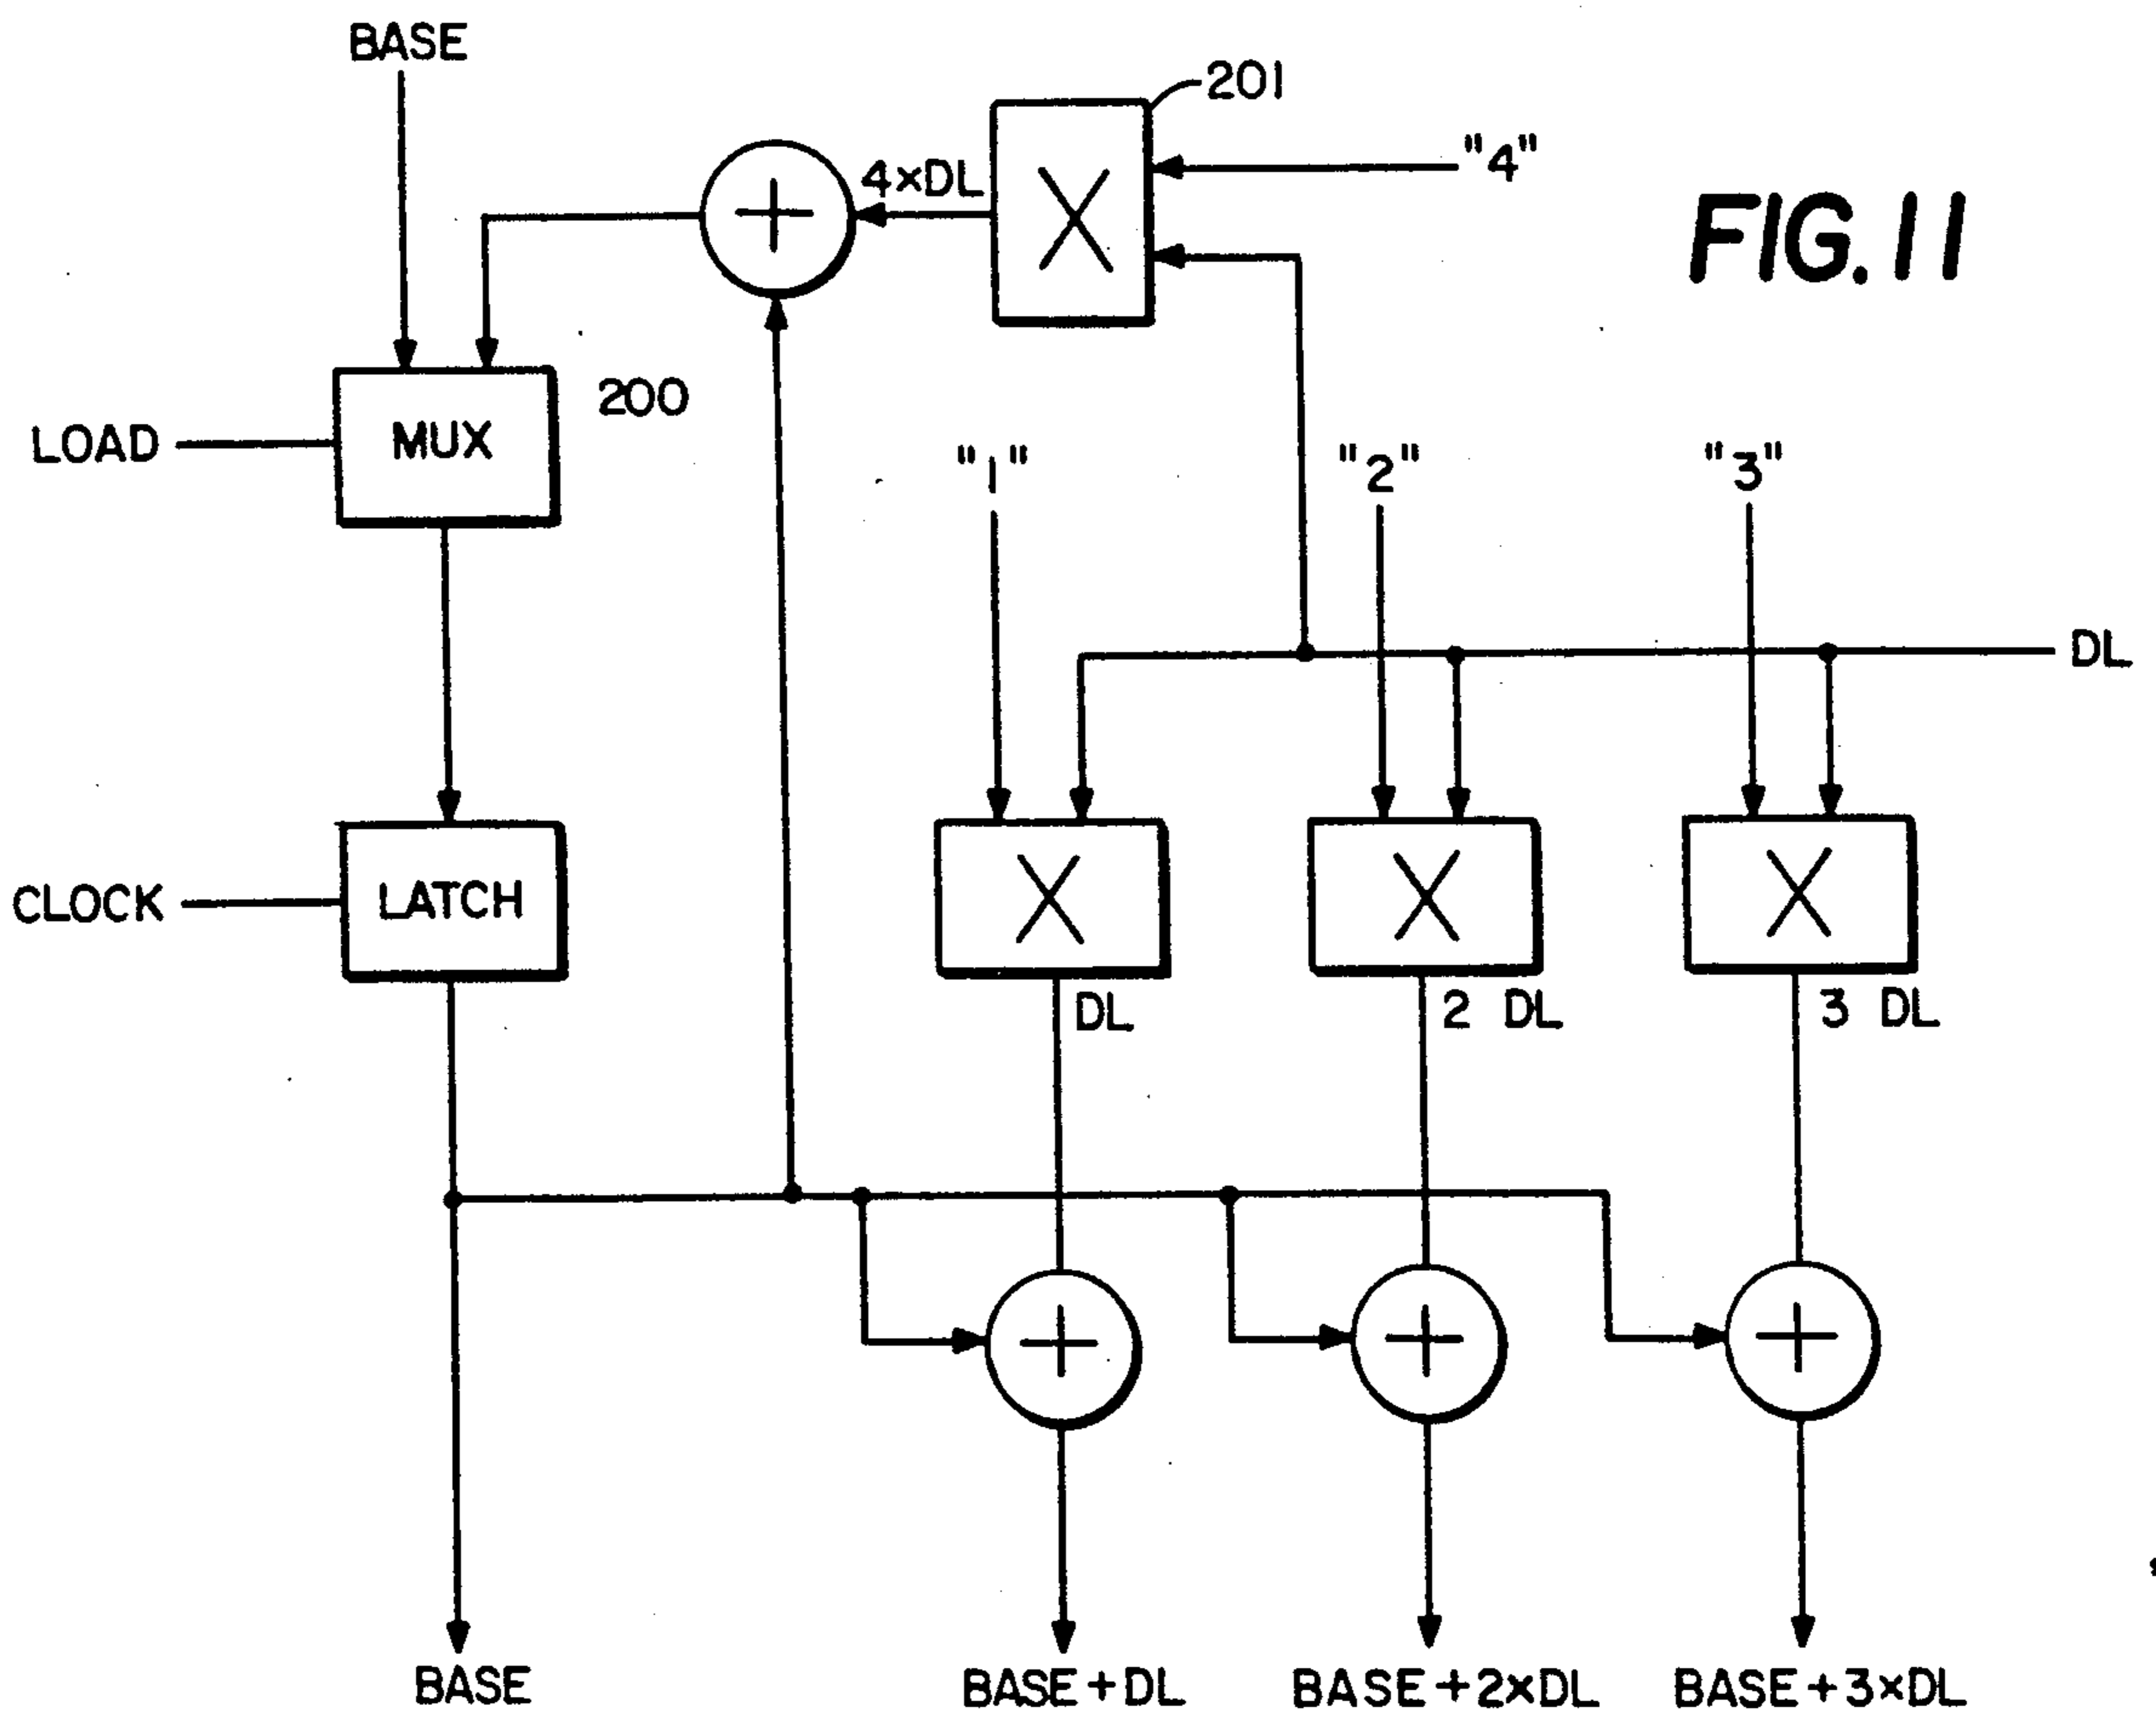 BASE
201
"4"
4×DL
FIG. 11
200
LOAD
MUX
"1"
"2"
"3"
DL
CLOCK
LATCH
DL
2 DL
3 DL
BASE
BASE+DL
BASE+2×DL
BASE+3×DL